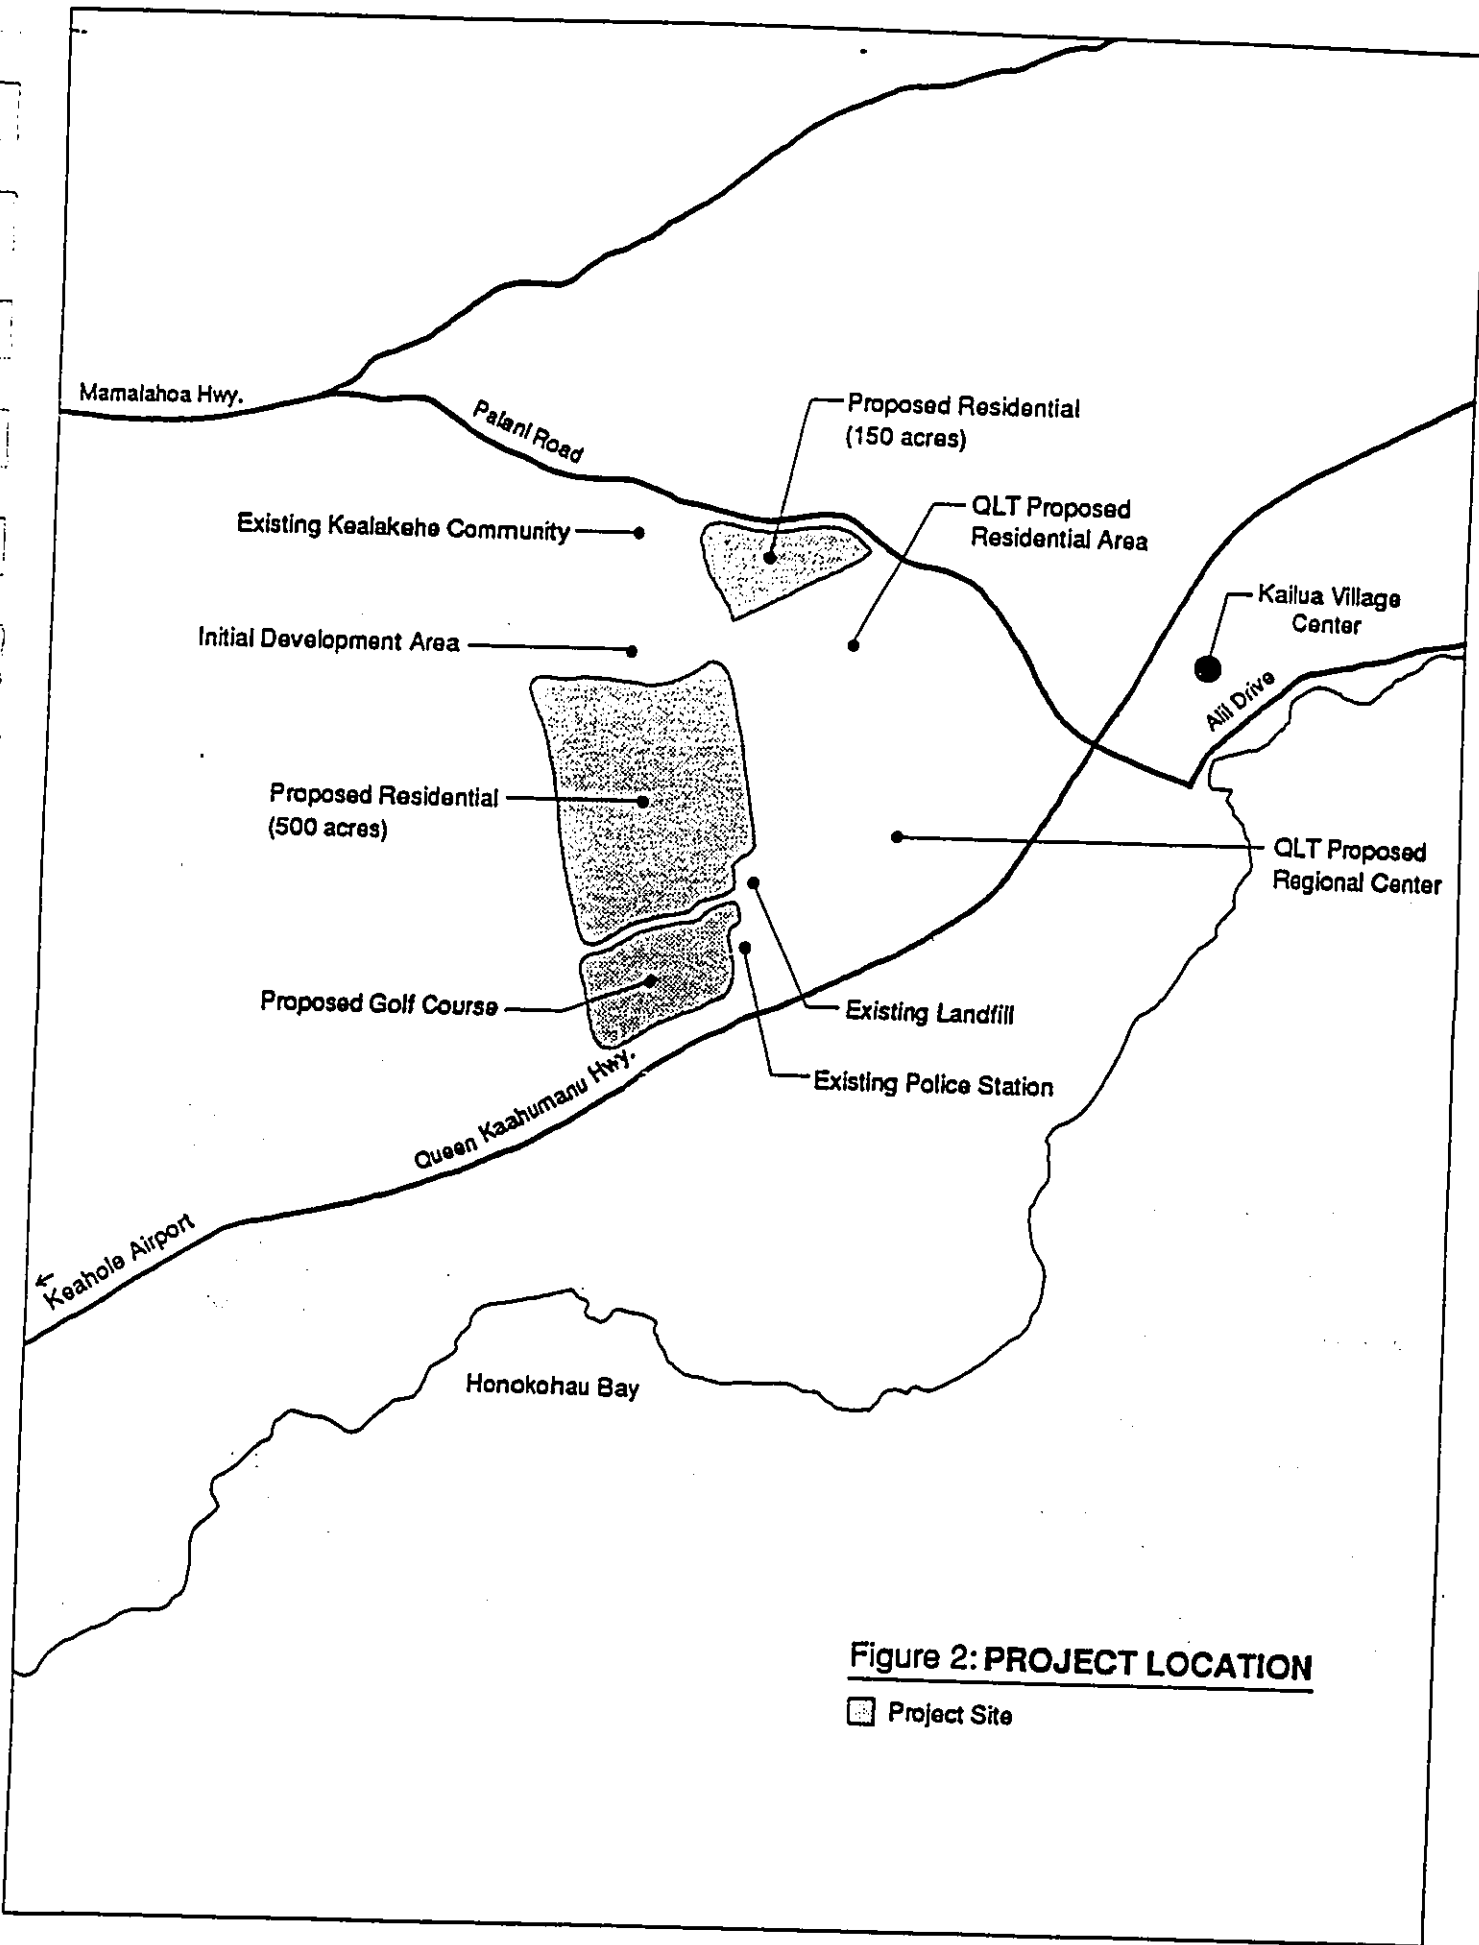 Mamalahoa Hwy.
Palani Road
Proposed Residential
(150 acres)
QLT Proposed
Residential Area
Existing Kealakehe Community
Kailua Village
Center
Initial Development Area
Alii Drive
Proposed Residential
(500 acres)
QLT Proposed
Regional Center
Proposed Golf Course
Existing Landfill
Existing Police Station
Queen Kaahumanu Hwy.
← Keahole Airport
Honokohau Bay
Figure 2: PROJECT LOCATION
Project Site